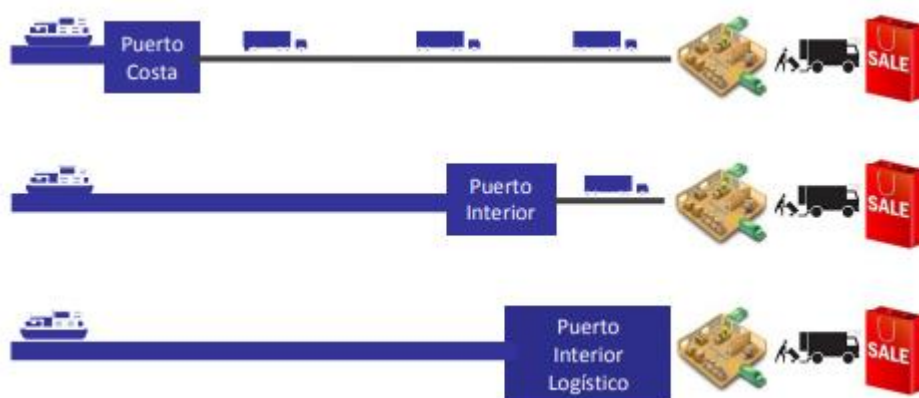 Puerto
Costa
SALE
Puerto
Interior
SALE
Puerto
Interior
Logístico
SALE